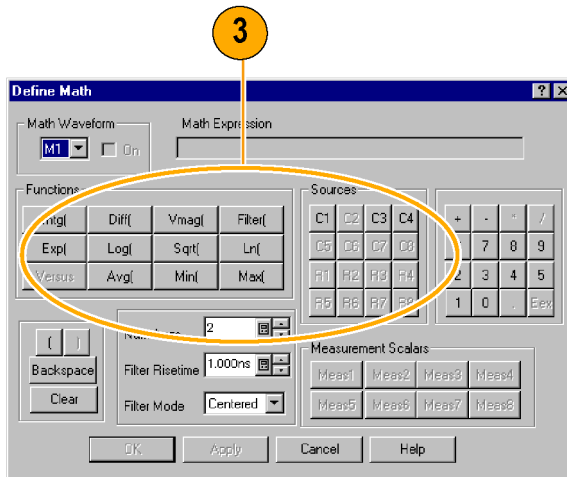 3
Define Math
Math Waveform
Math Expression
M1
On
Functions
Sources
Intg(
Diff(
Vmag(
Filter(
C1
C2
C3
C4
+
-
*
/
Exp(
Log(
Sqrt(
Ln(
C5
C6
C7
C8
7
8
9
Versus
Avg(
Min(
Max(
R1
R2
R3
R4
2
3
4
5
R5
R6
R7
R8
1
0
.
Eex
(
)
2
Backspace
Filter Risetime
1.000ns
Measurement Scalars
Meas1
Meas2
Meas3
Meas4
Clear
Filter Mode
Centered
Meas5
Meas6
Meas7
Meas8
OK
Apply
Cancel
Help